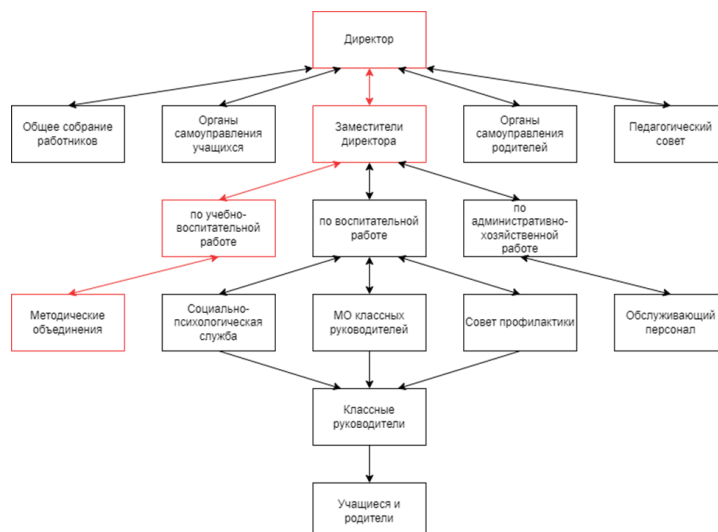 Директор
Общее собрание
работников
Органы
самоуправления
учащихся
Заместители
директора
Органы
самоуправления
родителей
Педагогический
совет
по учебно-
воспитательной
работе
по воспитательной
работе
по
административно-
хозяйственной
работе
Методические
объединения
Социально-
психологическая
служба
МО классных
руководителей
Совет профилактики
Обслуживающий
персонал
Классные
руководители
Учащиеся и
родители